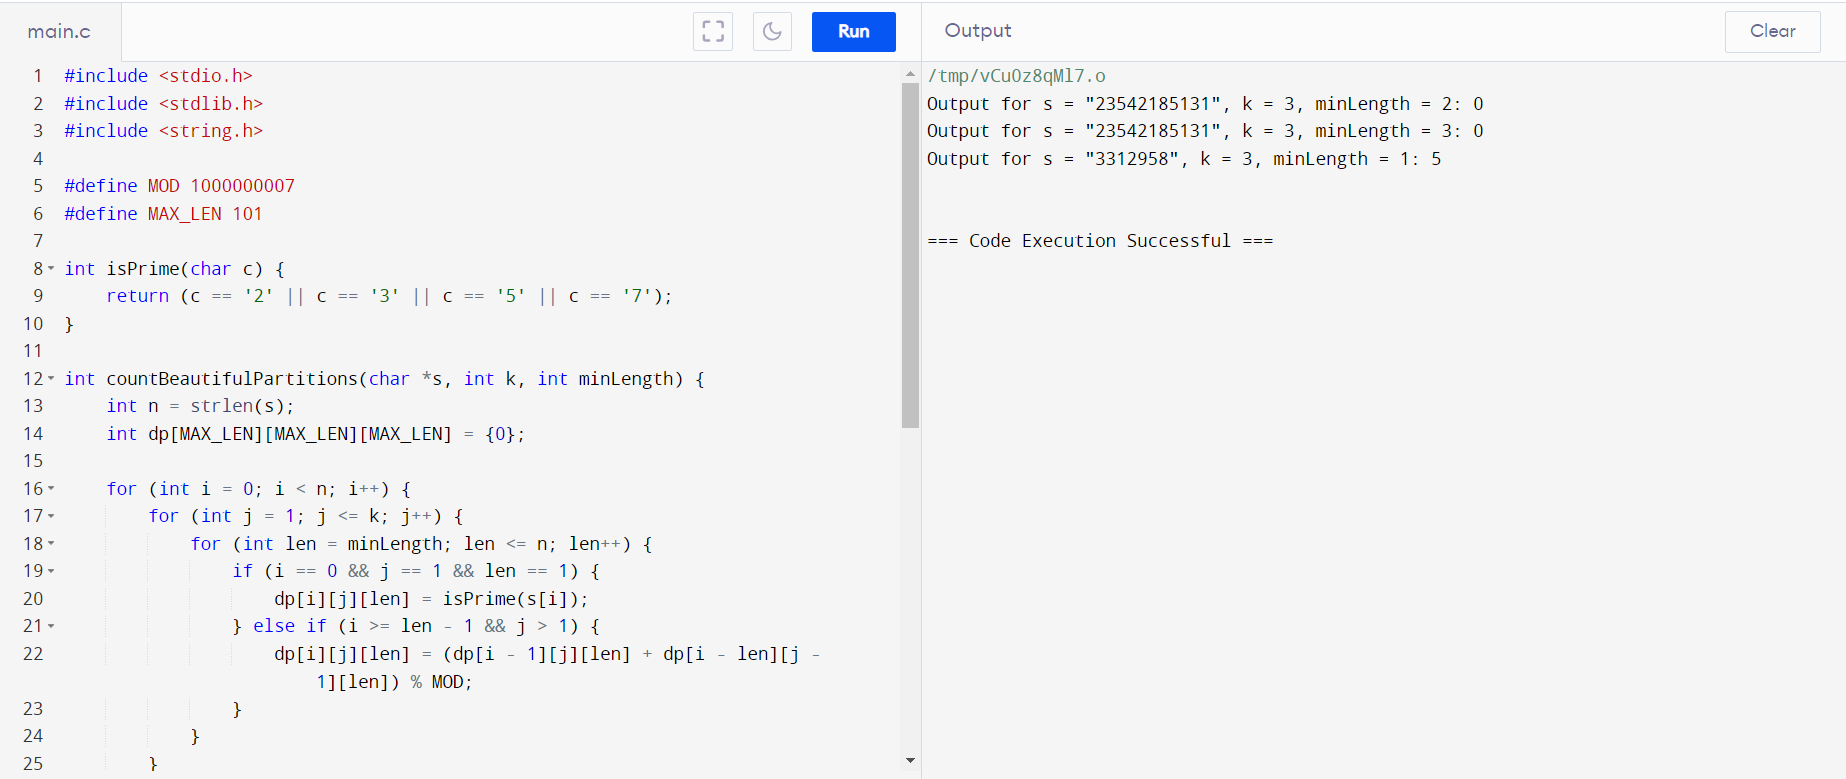 main.c
Run
Output
Clear
1 #include <stdio.h>
2 #include <stdlib.h>
3 #include <string.h>
4
5 #define MOD 1000000007
6 #define MAX_LEN 101
7
8 int isPrime(char c) {
9     return (c == '2' || c == '3' || c == '5' || c == '7');
10 }
11
12 int countBeautifulPartitions(char *s, int k, int minLength) {
13     int n = strlen(s);
14     int dp[MAX_LEN][MAX_LEN][MAX_LEN] = {0};
15
16     for (int i = 0; i < n; i++) {
17         for (int j = 1; j <= k; j++) {
18             for (int len = minLength; len <= n; len++) {
19                 if (i == 0 && j == 1 && len == 1) {
20                     dp[i][j][len] = isPrime(s[i]);
21                 } else if (i >= len - 1 && j > 1) {
22                     dp[i][j][len] = (dp[i - 1][j][len] + dp[i - len][j -
                        1][len]) % MOD;
23                 }
24             }
25         }
/tmp/vCuOz8qMl7.o
Output for s = "23542185131", k = 3, minLength = 2: 0
Output for s = "23542185131", k = 3, minLength = 3: 0
Output for s = "3312958", k = 3, minLength = 1: 5
=== Code Execution Successful ===